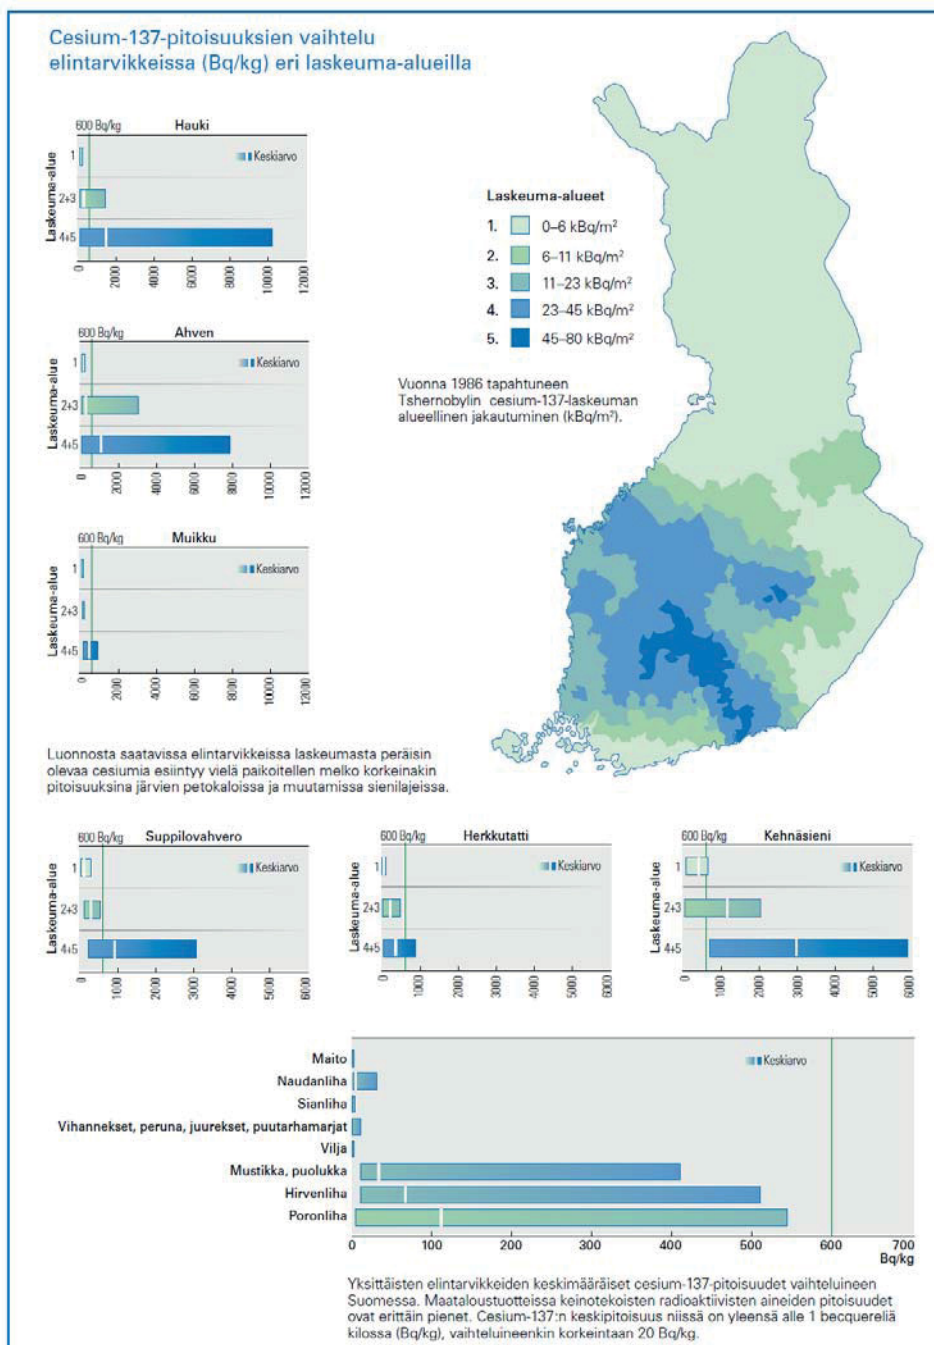 Cesium-137-pitoisuuksien vaihtelu
elintarvikkeissa (Bq/kg) eri laskeuma-alueilla
600 Bq/kg
Hauki
Keskiarvo
Laskeuma-alue
1
2+3
4+5
0
2000
4000
6000
8000
10000
12000
600 Bq/kg
Ahven
Keskiarvo
Laskeuma-alue
1
2+3
4+5
0
2000
4000
6000
8000
10000
12000
600 Bq/kg
Muikku
Keskiarvo
Laskeuma-alue
1
2+3
4+5
0
2000
4000
6000
8000
10000
12000
Laskeuma-alueet
1. 0–6 kBq/m²
2. 6–11 kBq/m²
3. 11–23 kBq/m²
4. 23–45 kBq/m²
5. 45–80 kBq/m²
Vuonna 1986 tapahtuneen
Tshernobylin cesium-137-laskeuman
alueellinen jakautuminen (kBq/m²).
Luonnosta saatavissa elintarvikkeissa laskeumasta peräisin
olevaa cesiumia esiintyy vielä paikoitellen melko korkeinakin
pitoisuuksina järvien petokaloissa ja muutamissa sienilajeissa.
600 Bq/kg
Suppilovahvero
Keskiarvo
Laskeuma-alue
1
2+3
4+5
0
1000
2000
3000
4000
5000
6000
600 Bq/kg
Herkkutatti
Keskiarvo
Laskeuma-alue
1
2+3
4+5
0
1000
2000
3000
4000
5000
6000
600 Bq/kg
Kehnäsieni
Keskiarvo
Laskeuma-alue
1
2+3
4+5
0
1000
2000
3000
4000
5000
6000
Keskiarvo
Maito
Naudanliha
Sianliha
Vihannekset, peruna, juurekset, puutarhamarjat
Vilja
Mustikka, puolukka
Hirvenliha
Poronliha
0 100 200 300 400 500 600 700
Bq/kg
Yksittäisten elintarvikkeiden keskimääräiset cesium-137-pitoisuudet vaihteluineen
Suomessa. Maataloustuotteissa keinotekoisten radioaktiivisten aineiden pitoisuudet
ovat erittäin pienet. Cesium-137:n keskipitoisuus niissä on yleensä alle 1 becquereliä
kilossa (Bq/kg), vaihteluineenkin korkeintaan 20 Bq/kg.